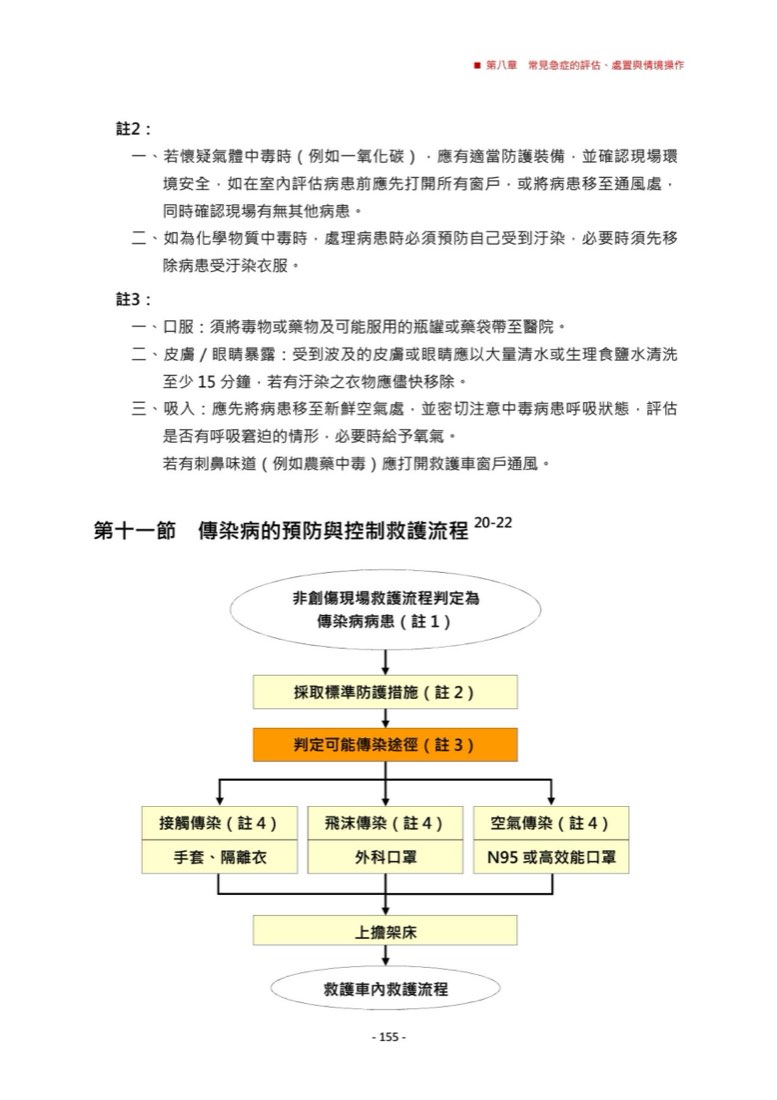 ■ 第八章　常見急症的評估、處置與情境操作
註2：
一、若懷疑氣體中毒時（例如一氧化碳），應有適當防護裝備，並確認現場環
境安全，如在室內評估病患前應先打開所有窗戶，或將病患移至通風處，
同時確認現場有無其他病患。
二、如為化學物質中毒時，處理病患時必須預防自己受到汙染，必要時須先移
除病患受汙染衣服。
註3：
一、口服：須將毒物或藥物及可能服用的瓶罐或藥袋帶至醫院。
二、皮膚 / 眼睛暴露：受到波及的皮膚或眼睛應以大量清水或生理食鹽水清洗
至少 15 分鐘，若有汙染之衣物應儘快移除。
三、吸入：應先將病患移至新鮮空氣處，並密切注意中毒病患呼吸狀態，評估
是否有呼吸窘迫的情形，必要時給予氧氣。
若有刺鼻味道（例如農藥中毒）應打開救護車窗戶通風。
第十一節　傳染病的預防與控制救護流程 20-22
非創傷現場救護流程判定為
傳染病病患（註 1）
採取標準防護措施（註 2）
判定可能傳染途徑（註 3）
接觸傳染（註 4）
手套、隔離衣
飛沫傳染（註 4）
外科口罩
空氣傳染（註 4）
N95 或高效能口罩
上擔架床
救護車內救護流程
- 155 -